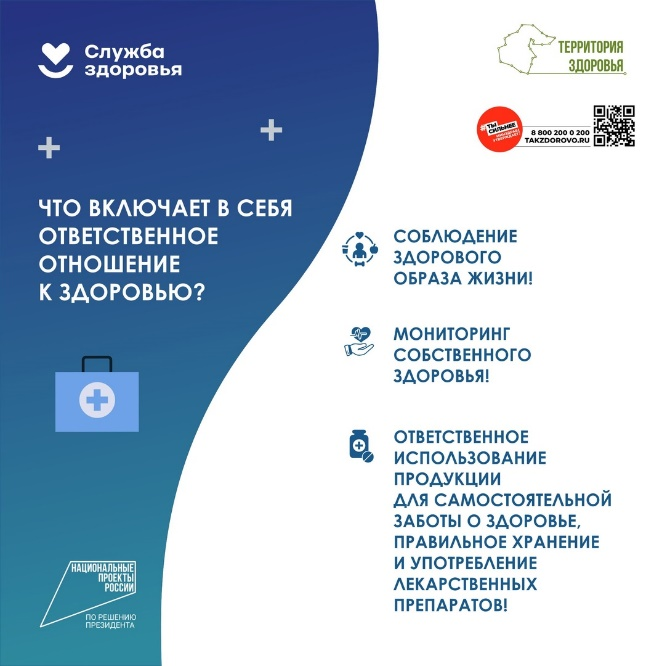 Служба
здоровья
ТЕРРИТОРИЯ
ЗДОРОВЬЯ
#ТЫ
СИЛЬНЕЕ
8 800 200 0 200
TAKZDOROVO.RU
ЧТО ВКЛЮЧАЕТ В СЕБЯ
ОТВЕТСТВЕННОЕ
ОТНОШЕНИЕ
К ЗДОРОВЬЮ?
СОБЛЮДЕНИЕ
ЗДОРОВОГО
ОБРАЗА ЖИЗНИ!
МОНИТОРИНГ
СОБСТВЕННОГО
ЗДОРОВЬЯ!
ОТВЕТСТВЕННОЕ
ИСПОЛЬЗОВАНИЕ
ПРОДУКЦИИ
ДЛЯ САМОСТОЯТЕЛЬНОЙ
ЗАБОТЫ О ЗДОРОВЬЕ,
ПРАВИЛЬНОЕ ХРАНЕНИЕ
И УПОТРЕБЛЕНИЕ
ЛЕКАРСТВЕННЫХ
ПРЕПАРАТОВ!
НАЦИОНАЛЬНЫЕ
ПРОЕКТЫ
РОССИИ
ПО РЕШЕНИЮ
ПРЕЗИДЕНТА